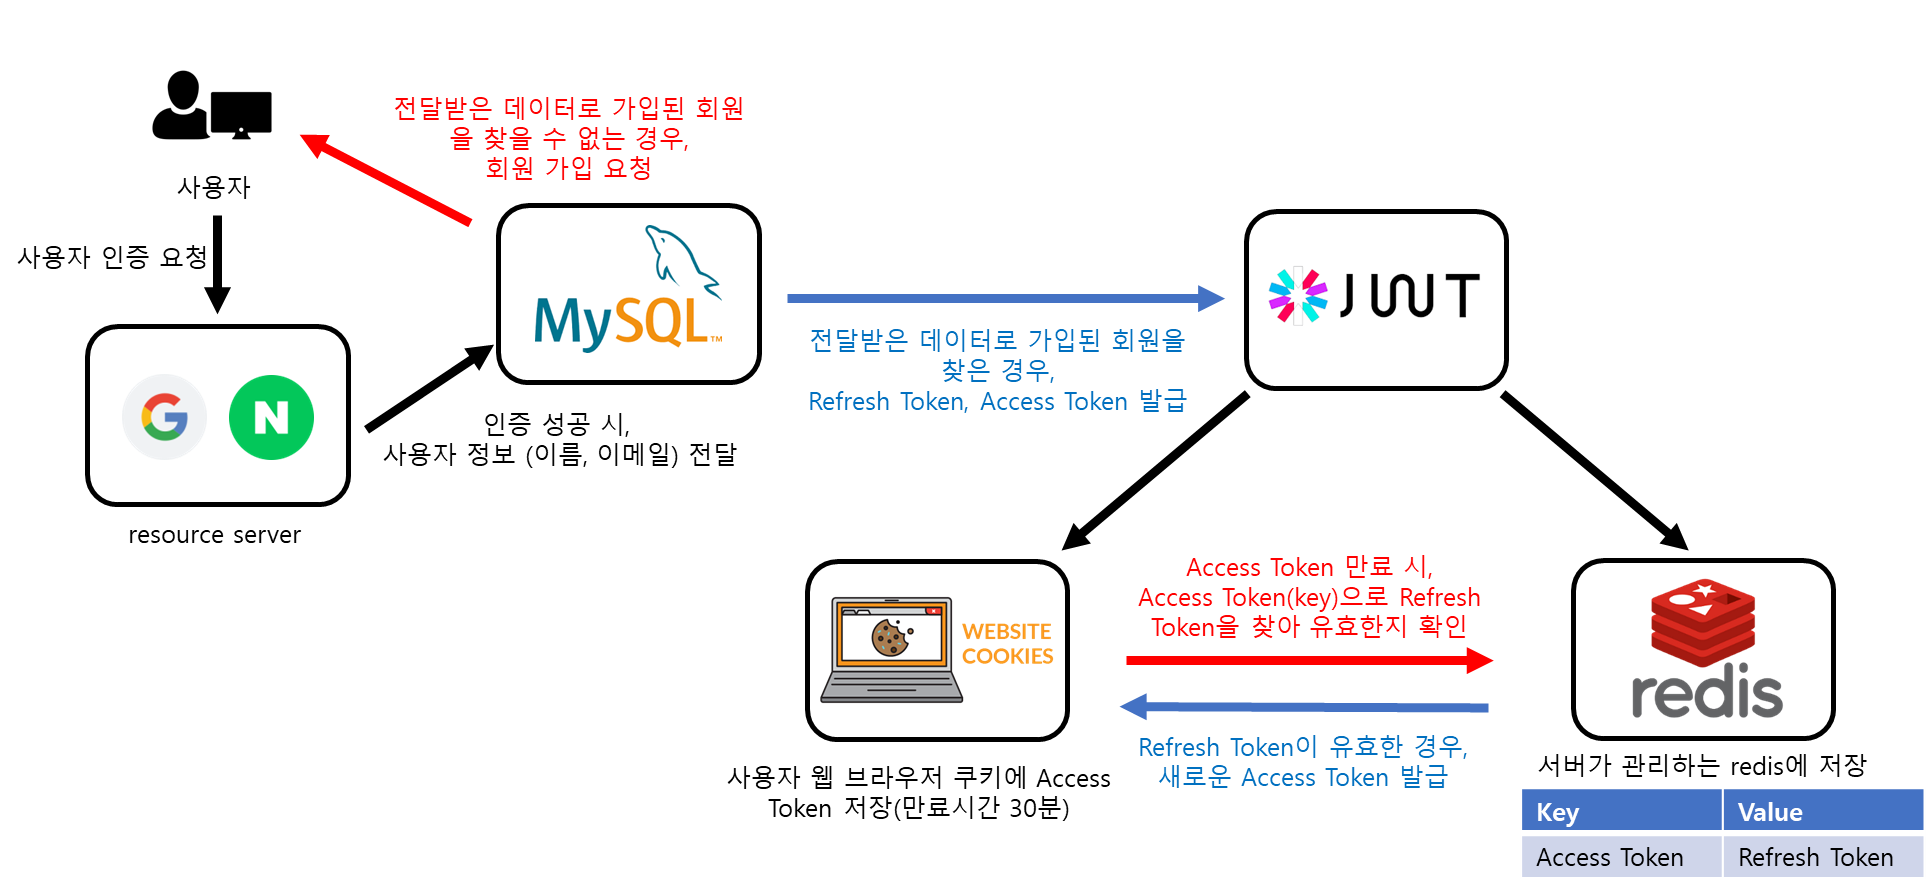 전달받은 데이터로 가입된 회원
을 찾을 수 없는 경우,
회원 가입 요청
사용자
사용자 인증 요청
MySQL™
JWT
전달받은 데이터로 가입된 회원을
찾은 경우,
Refresh Token, Access Token 발급
N
인증 성공 시,
사용자 정보 (이름, 이메일) 전달
resource server
Access Token 만료 시,
Access Token(key)으로 Refresh
Token을 찾아 유효한지 확인
WEBSITE
COOKIES
redis
Refresh Token이 유효한 경우,
새로운 Access Token 발급
사용자 웹 브라우저 쿠키에 Access
Token 저장(만료시간 30분)
서버가 관리하는 redis에 저장
Key Value
Access Token Refresh Token